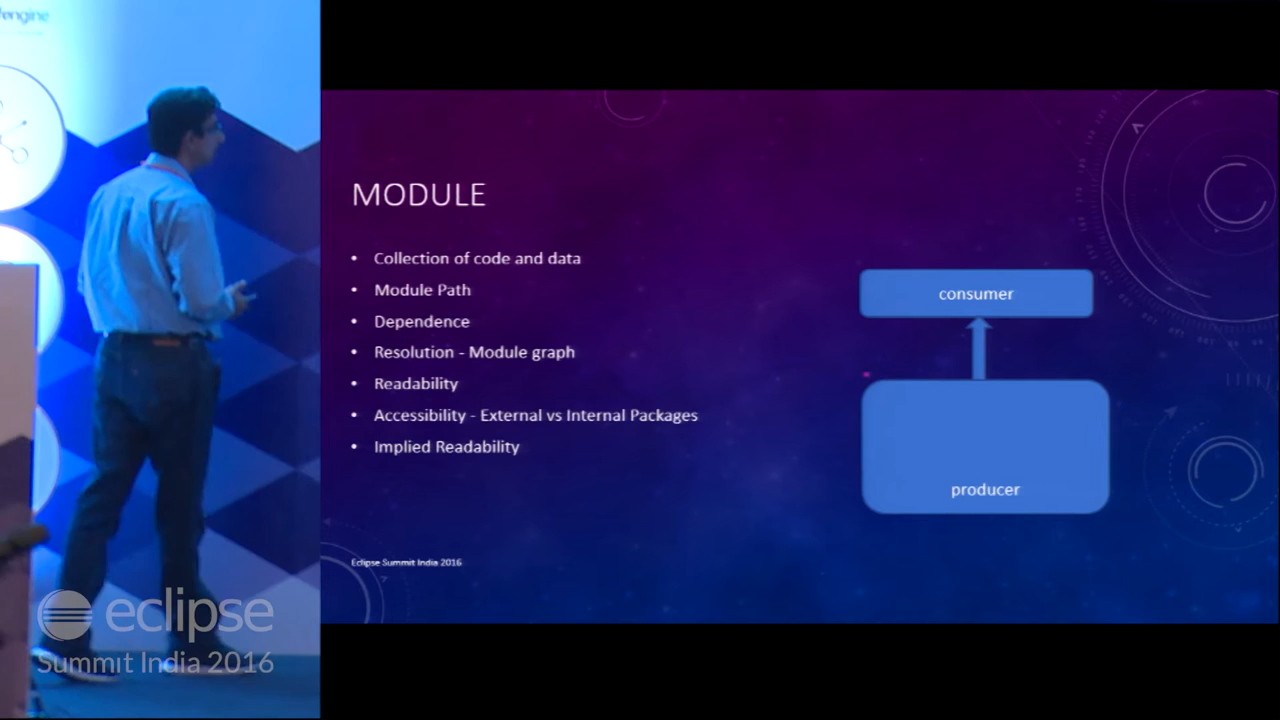 MODULE
• Collection of code and data
• Module Path
• Dependence
• Resolution - Module graph
• Readability
• Accessibility - External vs Internal Packages
• Implied Readability
consumer
producer
Eclipse Summit India 2016
eclipse
Summit India 2016